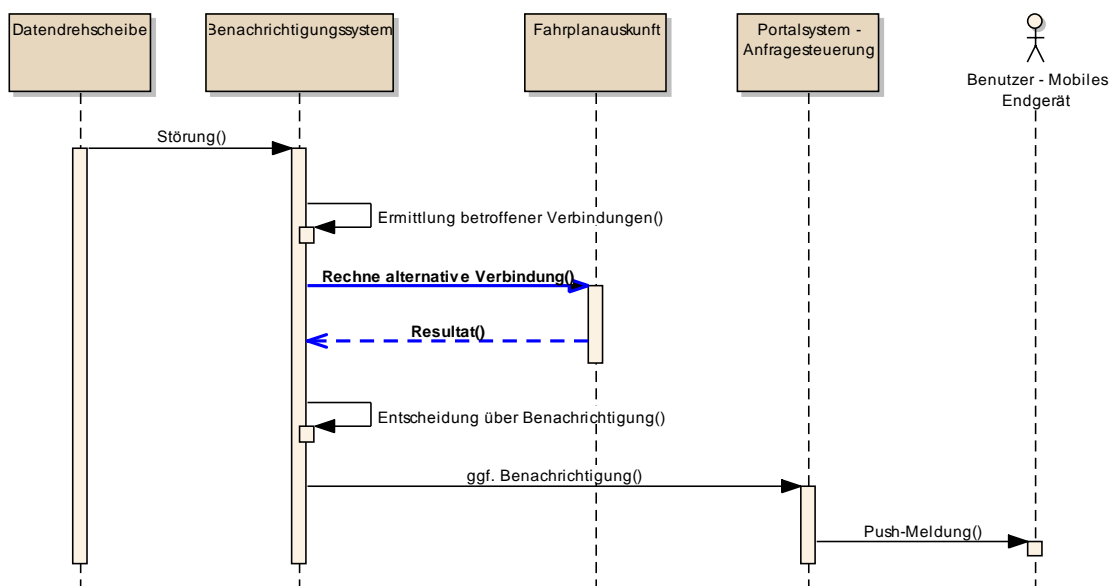 Datendrehscheibe
Benachrichtigungssystem
Fahrplanauskunft
Portalsystem -
Anfragesteuerung
Benutzer - Mobiles
Endgerät
Störung()
Ermittlung betroffener Verbindungen()
Rechne alternative Verbindung()
Resultat()
Entscheidung über Benachrichtigung()
ggf. Benachrichtigung()
Push-Meldung()